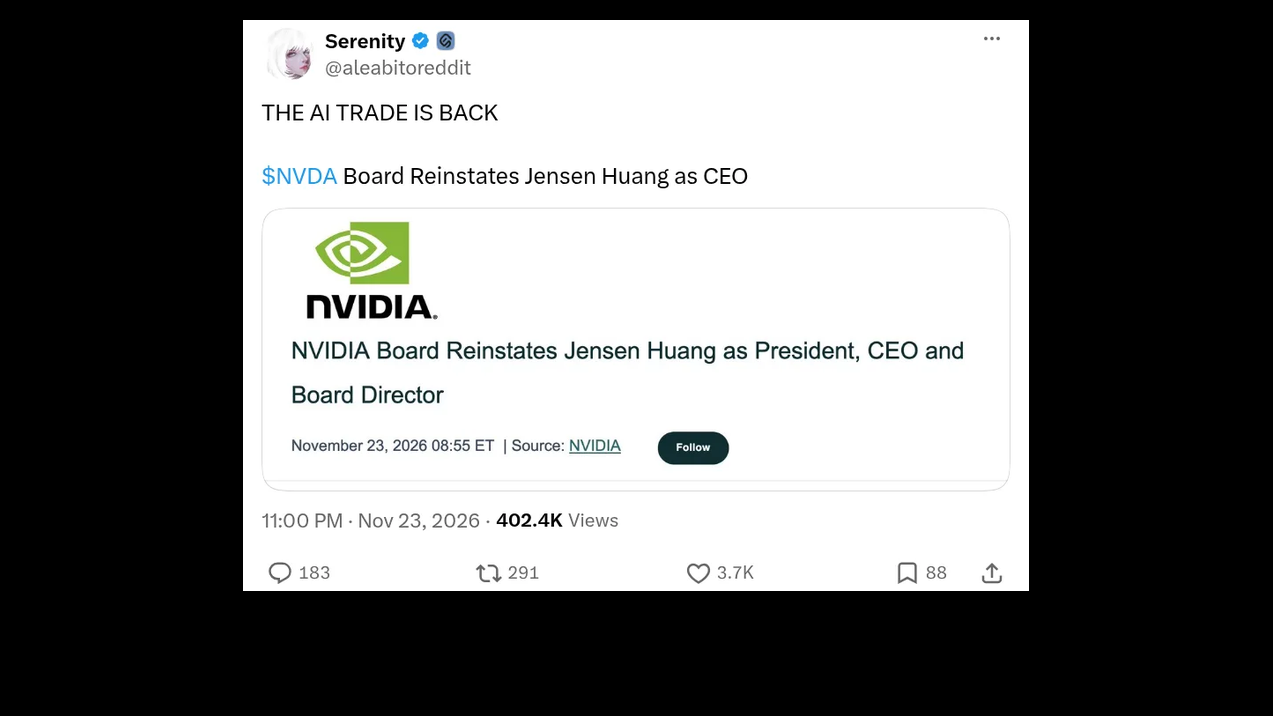 Serenity
@aleabitoreddit
THE AI TRADE IS BACK
$NVDA Board Reinstates Jensen Huang as CEO
NVIDIA®
NVIDIA Board Reinstates Jensen Huang as President, CEO and
Board Director
November 23, 2026 08:55 ET | Source: NVIDIA Follow
11:00 PM · Nov 23, 2026 · 402.4K Views
183 291 3.7K 88